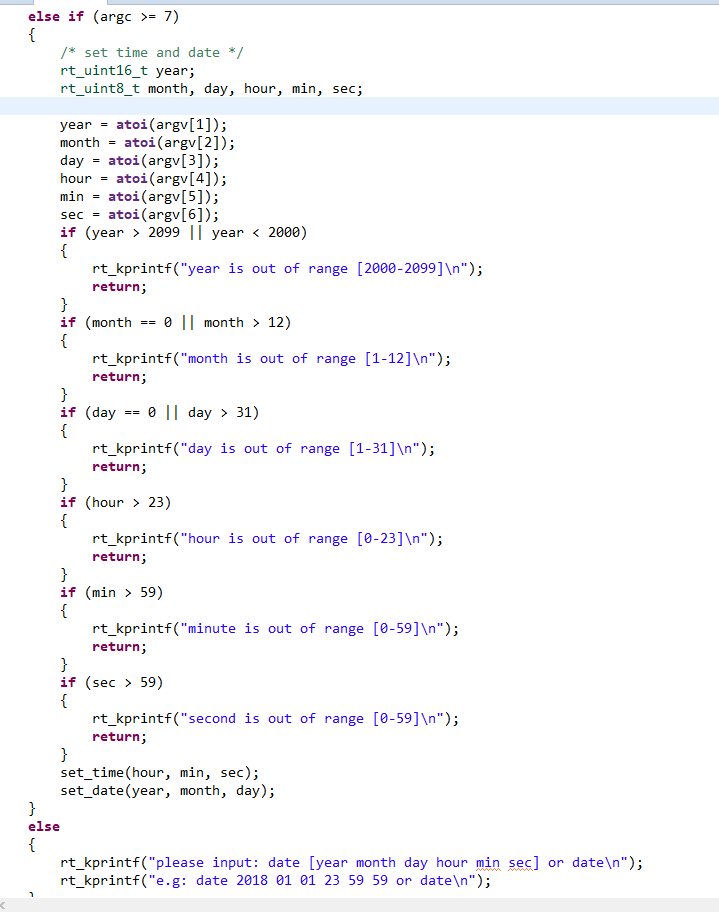 else if (argc >= 7)
{
/* set time and date */
rt_uint16_t year;
rt_uint8_t month, day, hour, min, sec;
year = atoi(argv[1]);
month = atoi(argv[2]);
day = atoi(argv[3]);
hour = atoi(argv[4]);
min = atoi(argv[5]);
sec = atoi(argv[6]);
if (year > 2099 || year < 2000)
{
rt_kprintf("year is out of range [2000-2099]\n");
return;
}
if (month == 0 || month > 12)
{
rt_kprintf("month is out of range [1-12]\n");
return;
}
if (day == 0 || day > 31)
{
rt_kprintf("day is out of range [1-31]\n");
return;
}
if (hour > 23)
{
rt_kprintf("hour is out of range [0-23]\n");
return;
}
if (min > 59)
{
rt_kprintf("minute is out of range [0-59]\n");
return;
}
if (sec > 59)
{
rt_kprintf("second is out of range [0-59]\n");
return;
}
set_time(hour, min, sec);
set_date(year, month, day);
}
else
{
rt_kprintf("please input: date [year month day hour min sec] or date\n");
rt_kprintf("e.g: date 2018 01 01 23 59 59 or date\n");
}